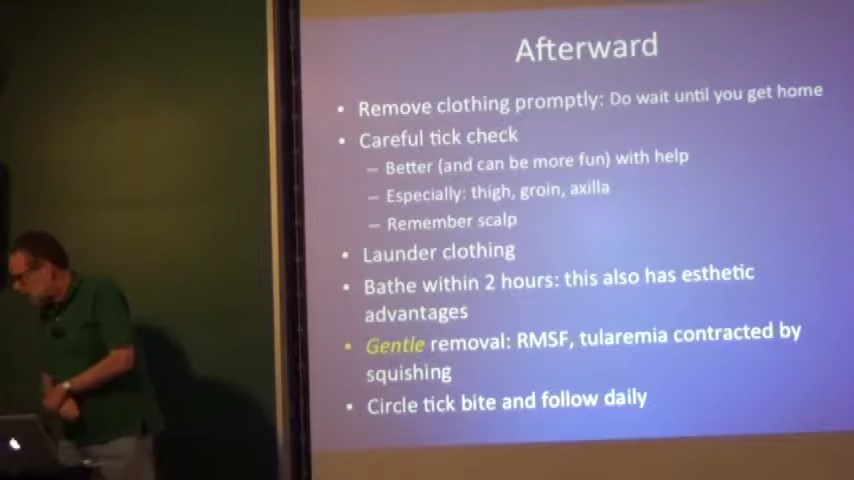 Afterward
• Remove clothing promptly: Do wait until you get home
• Careful tick check
– Better (and can be more fun) with help
– Especially: thigh, groin, axilla
– Remember scalp
• Launder clothing
• Bathe within 2 hours: this also has esthetic
advantages
• Gentle removal: RMSF, tularemia contracted by
squishing
• Circle tick bite and follow daily